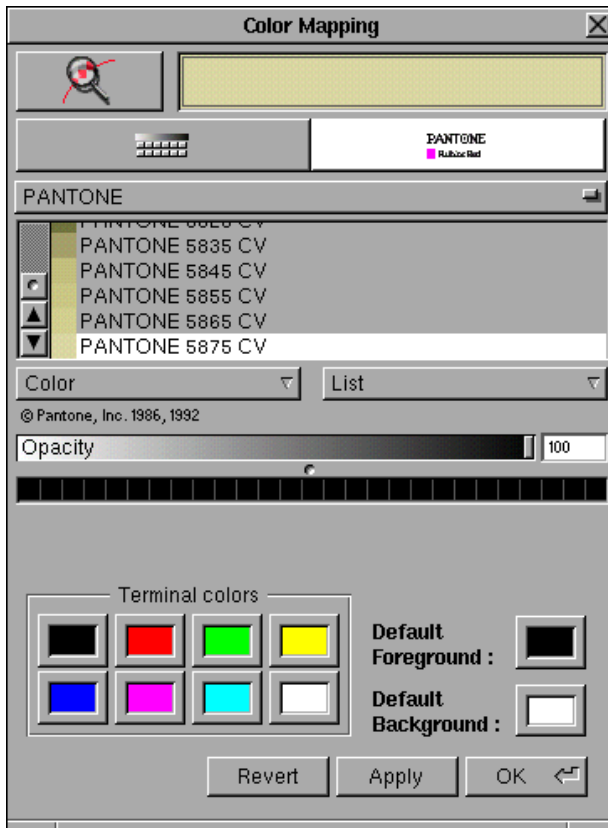 Color Mapping
PANTONE
PANTONE
PANTONE 5835 CV
PANTONE 5845 CV
PANTONE 5855 CV
PANTONE 5865 CV
PANTONE 5875 CV
Color
List
© Pantone, Inc. 1986, 1992
Opacity
100
Terminal colors
Default
Foreground :
Default
Background :
Revert
Apply
OK